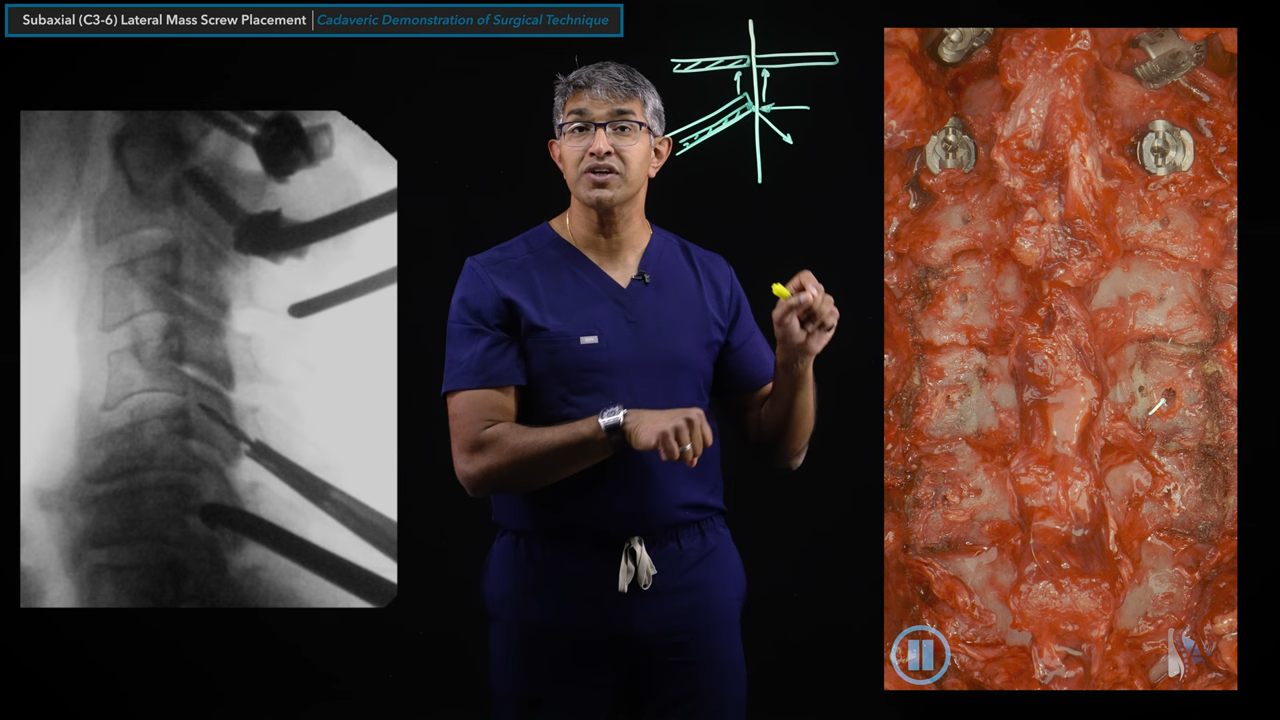 Subaxial (C3-6) Lateral Mass Screw Placement | Cadaveric Demonstration of Surgical Technique